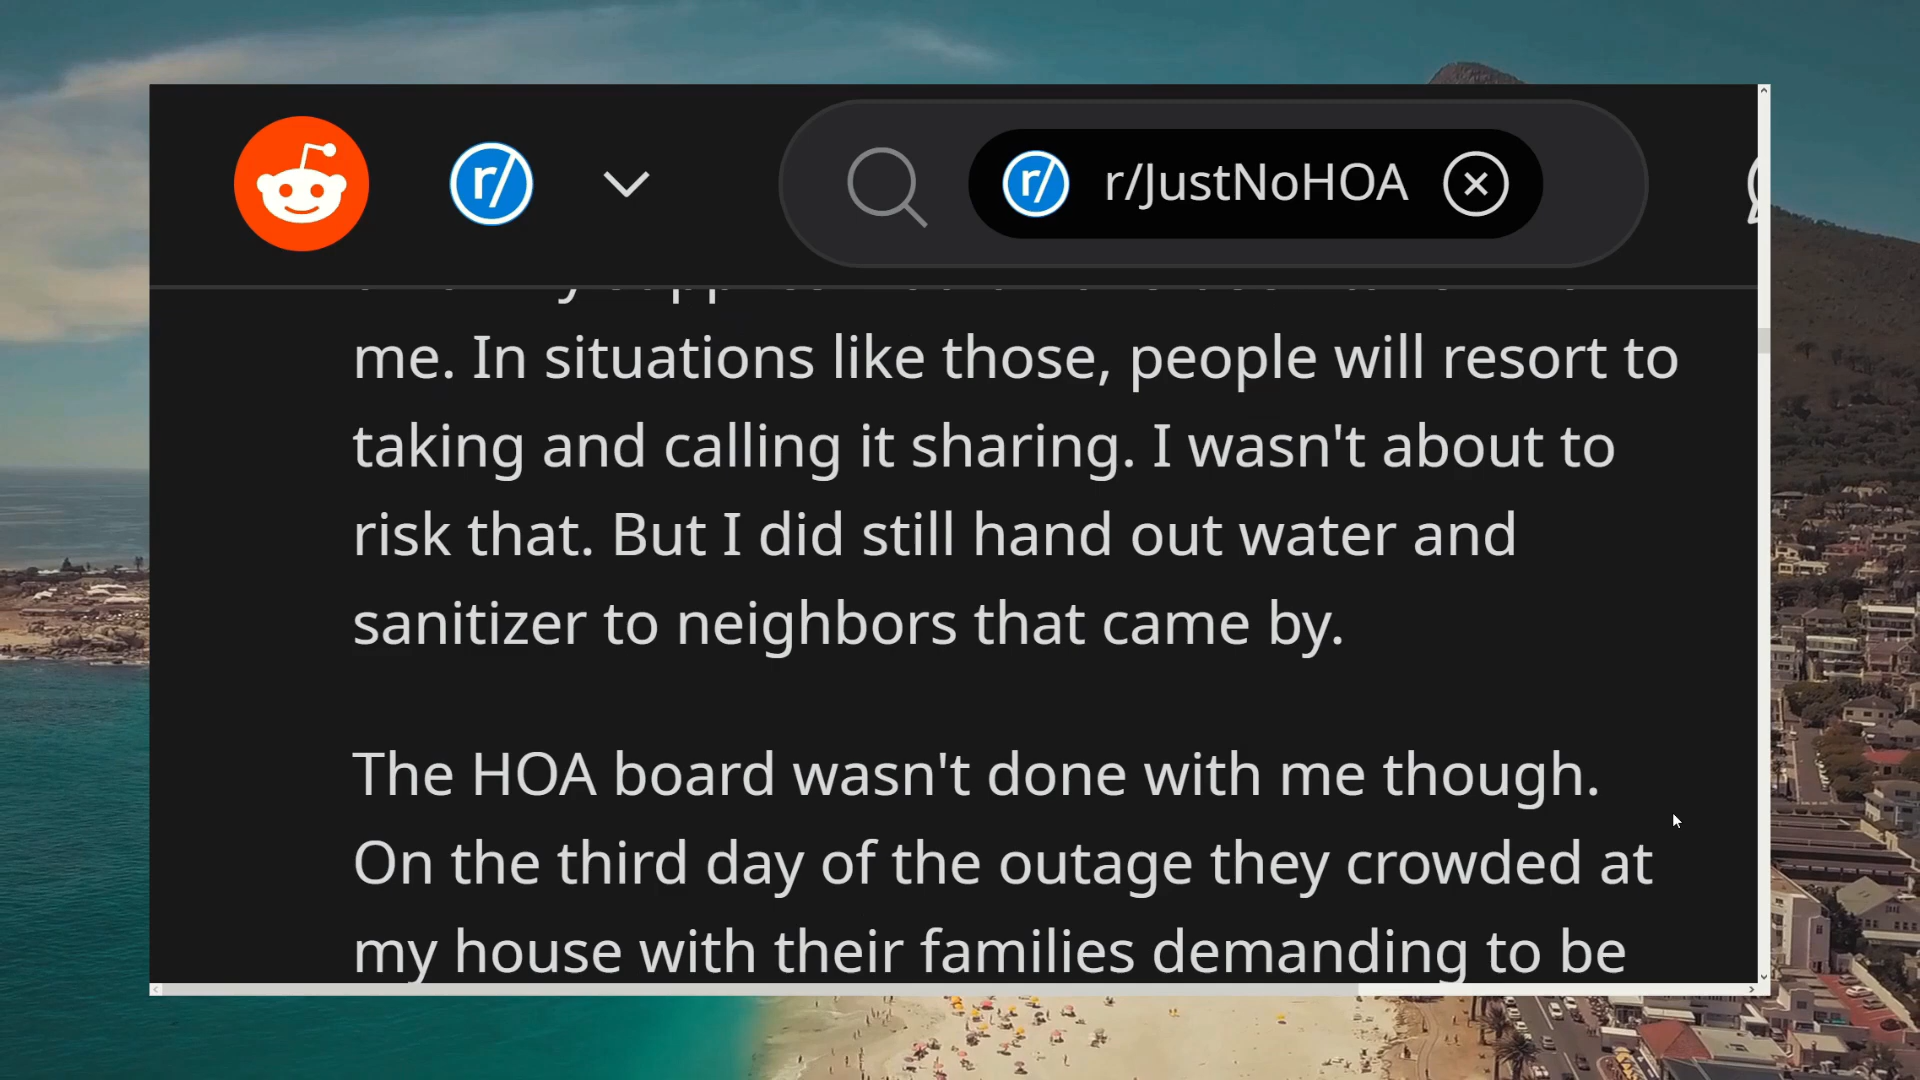 r/ r/ r/JustNoHOA
me. In situations like those, people will resort to
taking and calling it sharing. I wasn't about to
risk that. But I did still hand out water and
sanitizer to neighbors that came by.
The HOA board wasn't done with me though.
On the third day of the outage they crowded at
my house with their families demanding to be